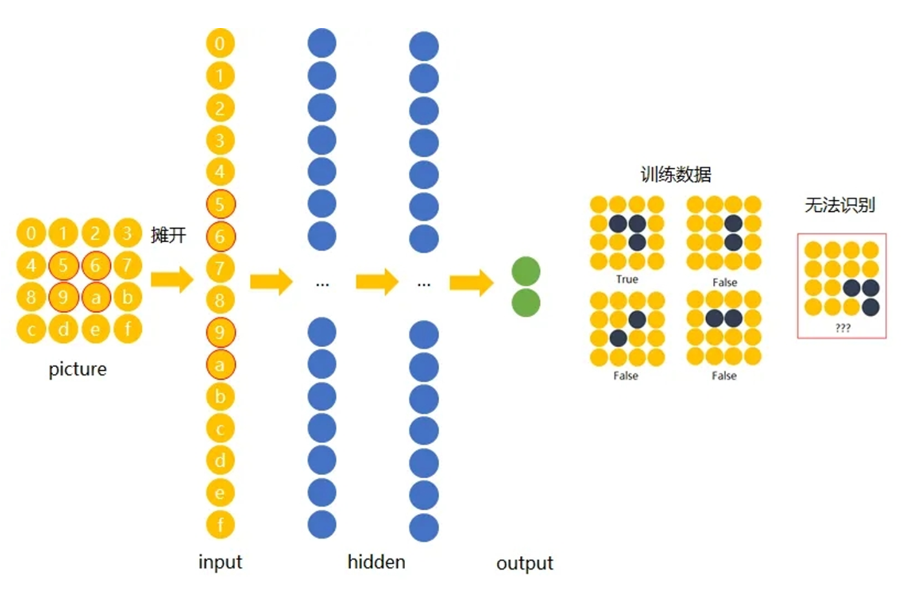 0 1 2 3
4 5 6 7
8 9 a b
c d e f
picture
摊开
0
1
2
3
4
5
6
7
8
9
a
b
c
d
e
f
input
...
...
hidden
output
训练数据
True
False
False
False
无法识别
???